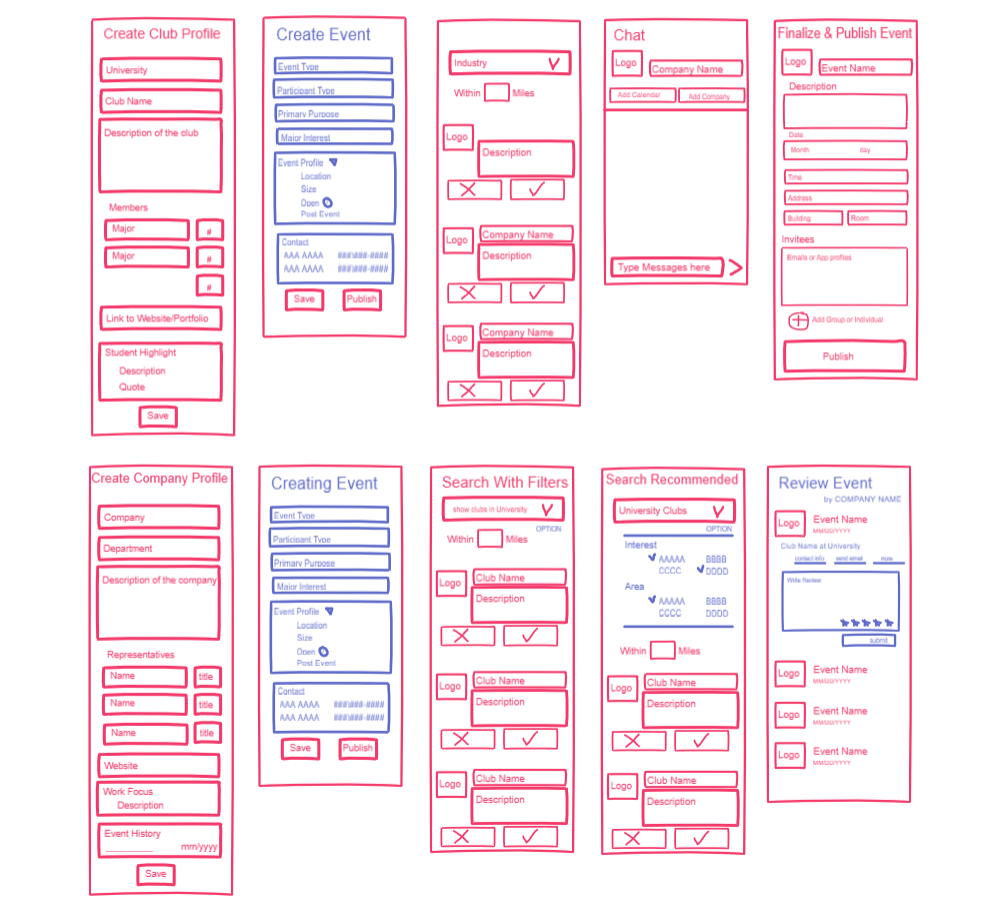 Create Club Profile
University
Club Name
Description of the club
Members
Major
#
Major
#
#
Link to Website/Portfolio
Student Highlight
Description
Quote
Save
Create Event
Event Type
Participant Type
Primary Purpose
Major Interest
Event Profile
Location
Size
Open
Post Event
Contact
AAA AAAA ###\###-####
AAA AAAA ###\###-####
Save
Publish
Industry
Within Miles
Logo
Description
Logo
Company Name
Description
Logo
Company Name
Description
Chat
Logo
Company Name
Add Calendar
Add Company
Type Messages here
Finalize & Publish Event
Logo
Event Name
Description
Date
Month day
Time
Address
Building
Room
Invitees
Emails or App profiles
Add Group or Individual
Publish
Create Company Profile
Company
Department
Description of the company
Representatives
Name
title
Name
title
Name
title
Website
Work Focus
Description
Event History
mm/yyyy
Save
Creating Event
Event Type
Participant Type
Primary Purpose
Major Interest
Event Profile
Location
Size
Open
Post Event
Contact
AAA AAAA ###\###-####
AAA AAAA ###\###-####
Save
Publish
Search With Filters
show clubs in University
OPTION
Within Miles
Logo
Club Name
Description
Logo
Club Name
Description
Logo
Club Name
Description
Search Recommended
University Clubs
OPTION
Interest
AAAAA BBBB
CCCC DDDD
Area
AAAAA BBBB
CCCC DDDD
Within Miles
Logo
Club Name
Description
Logo
Club Name
Description
Review Event
by COMPANY NAME
Logo
Event Name
MM/DD/YYYY
Club Name at University
contact info send email more
Write Review
submit
Logo
Event Name
MM/DD/YYYY
Logo
Event Name
MM/DD/YYYY
Logo
Event Name
MM/DD/YYYY